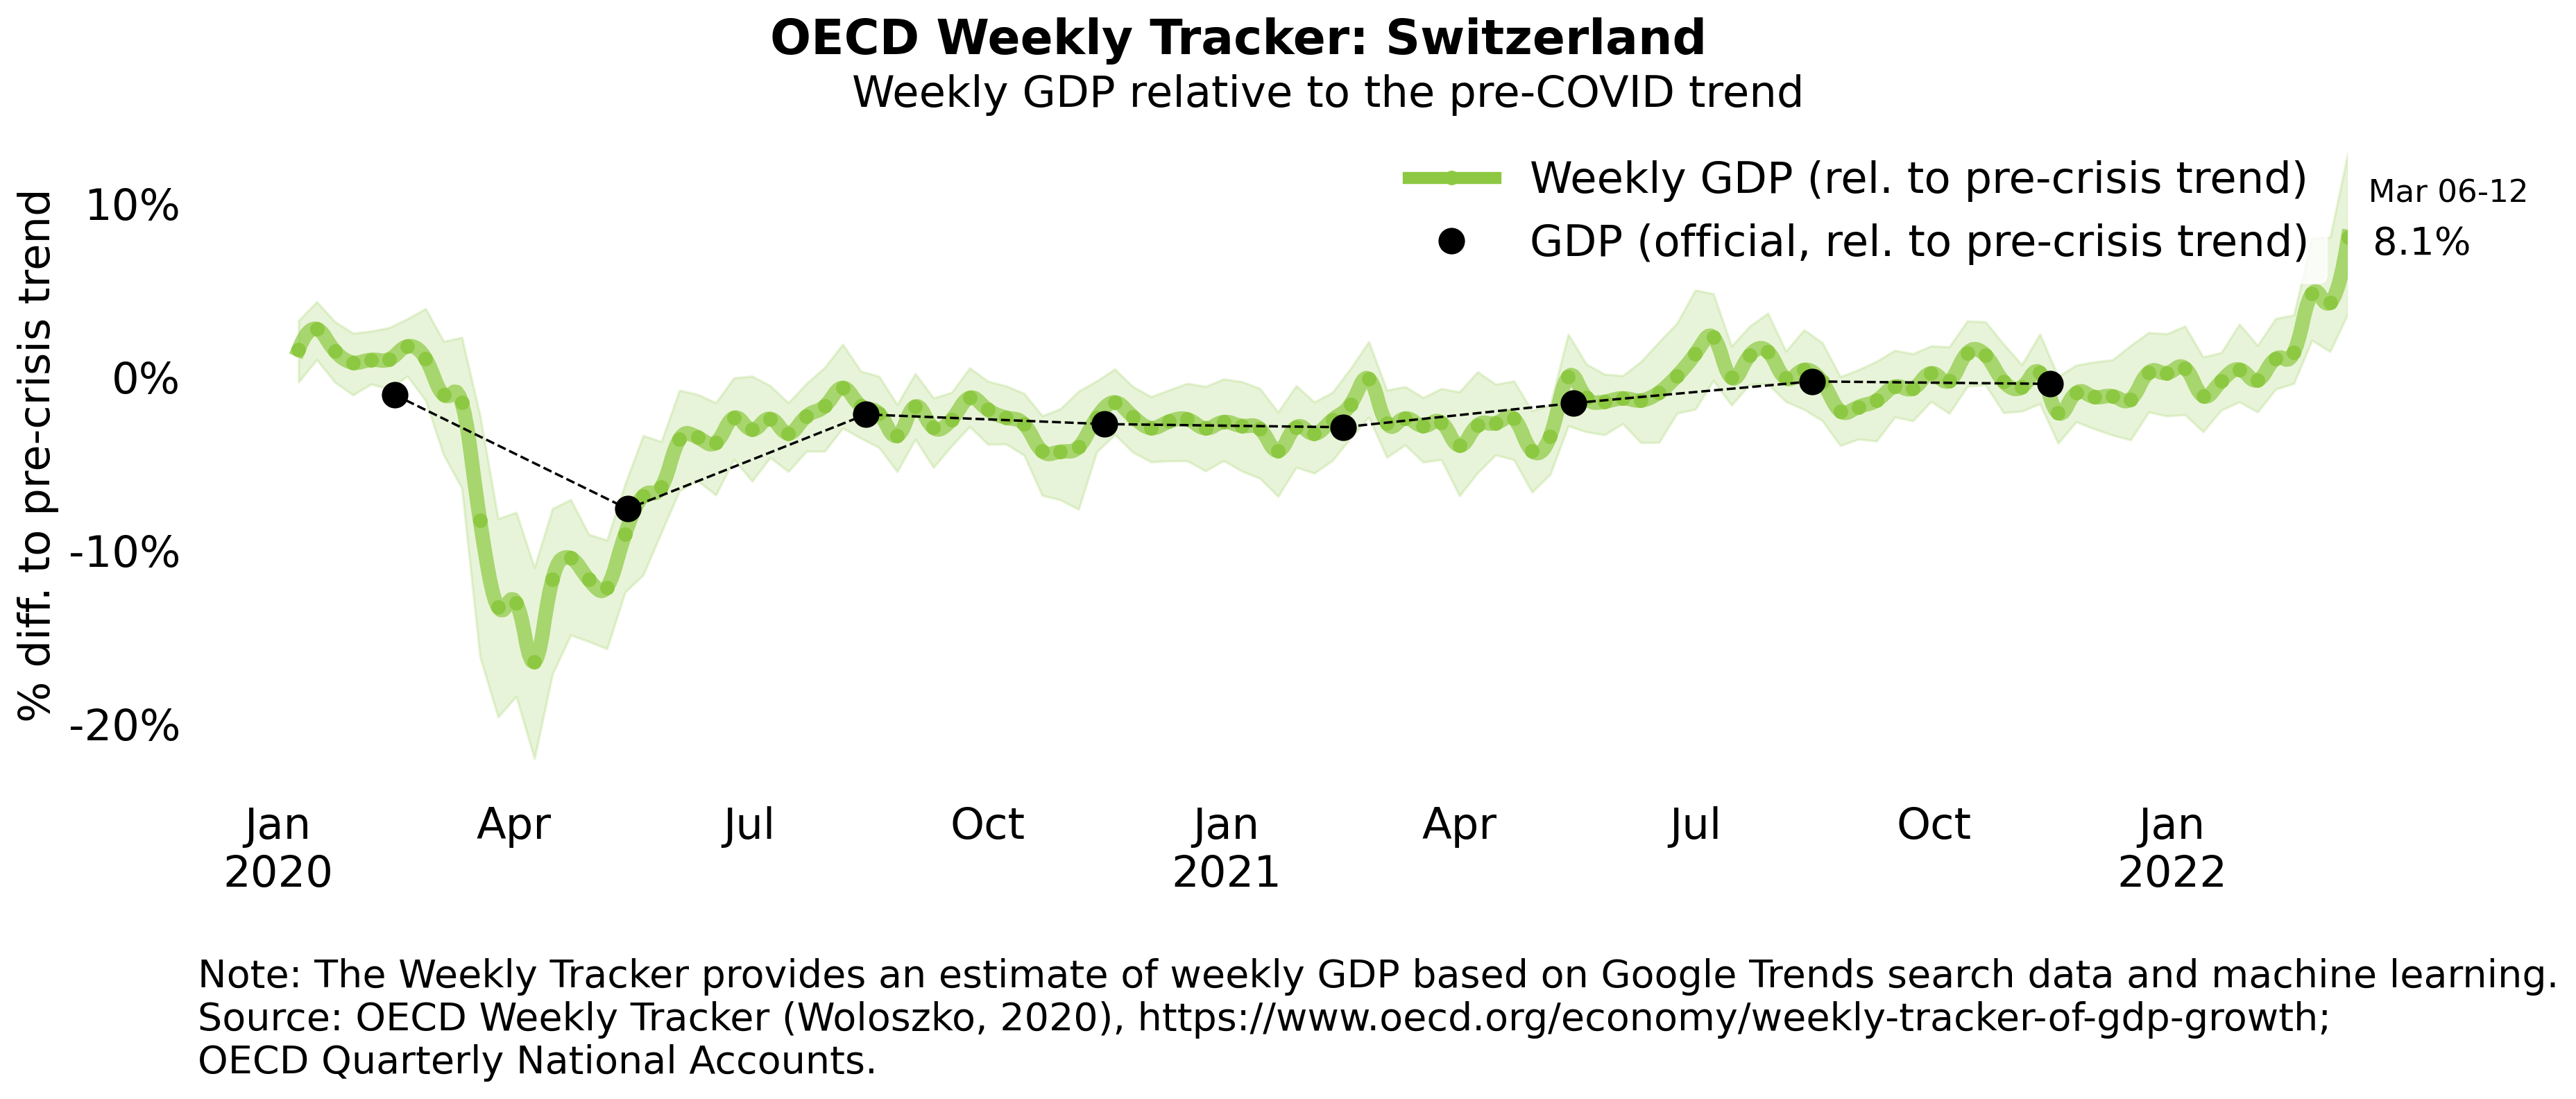 OECD Weekly Tracker: Switzerland
Weekly GDP relative to the pre-COVID trend
Weekly GDP (rel. to pre-crisis trend)
GDP (official, rel. to pre-crisis trend)
Mar 06-12
8.1%
% diff. to pre-crisis trend
10%
0%
-10%
-20%
Jan Apr Jul Oct Jan Apr Jul Oct Jan
2020 2021 2022
Note: The Weekly Tracker provides an estimate of weekly GDP based on Google Trends search data and machine learning.
Source: OECD Weekly Tracker (Woloszko, 2020), https://www.oecd.org/economy/weekly-tracker-of-gdp-growth;
OECD Quarterly National Accounts.